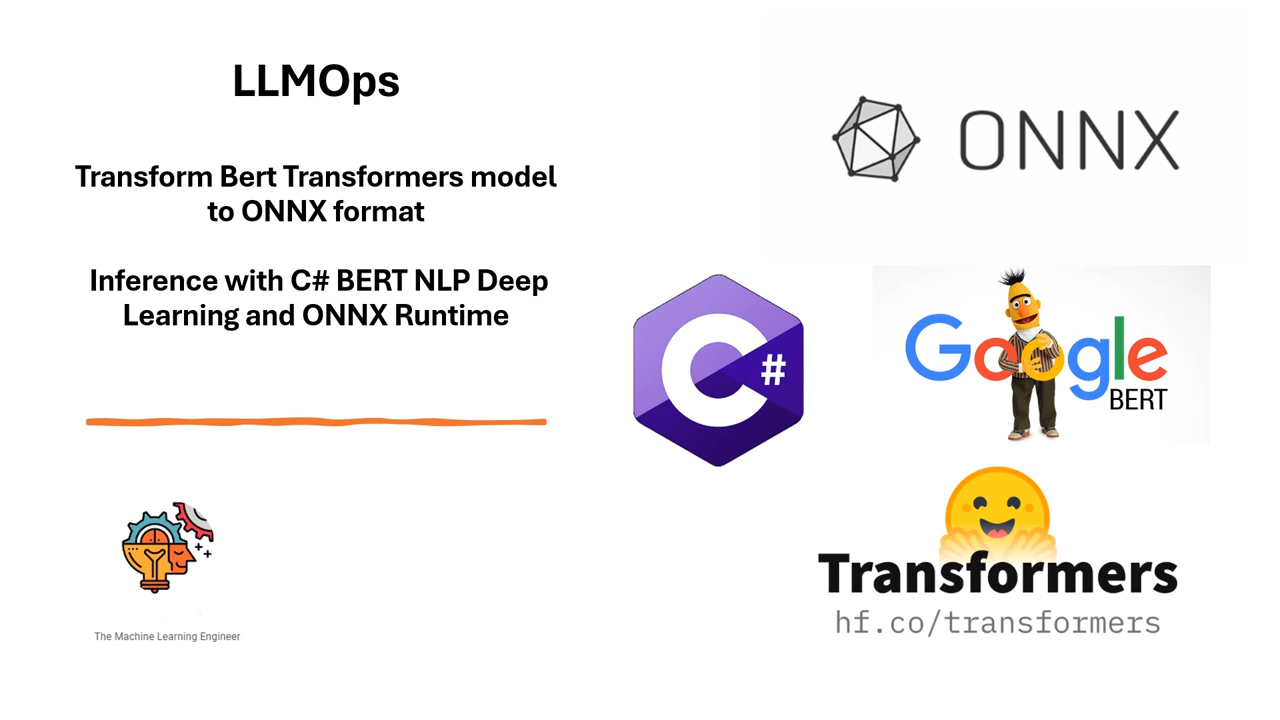 LLMOps
Transform Bert Transformers model
to ONNX format
Inference with C# BERT NLP Deep
Learning and ONNX Runtime
The Machine Learning Engineer
ONNX
C#
Google
BERT
Transformers
hf.co/transformers